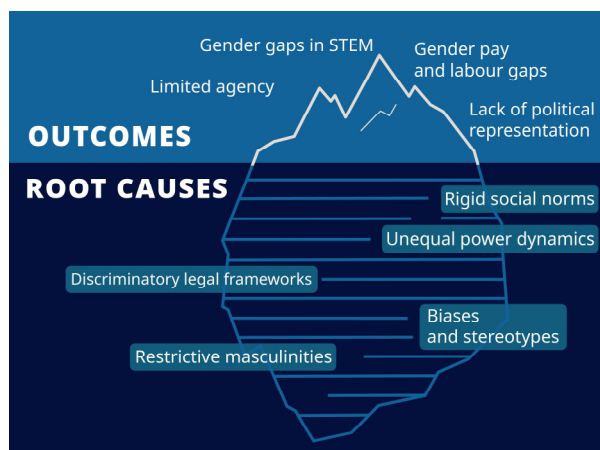 Gender gaps in STEM
Gender pay
and labour gaps
Limited agency
Lack of political
representation
OUTCOMES
ROOT CAUSES
Rigid social norms
Unequal power dynamics
Discriminatory legal frameworks
Biases
and stereotypes
Restrictive masculinities